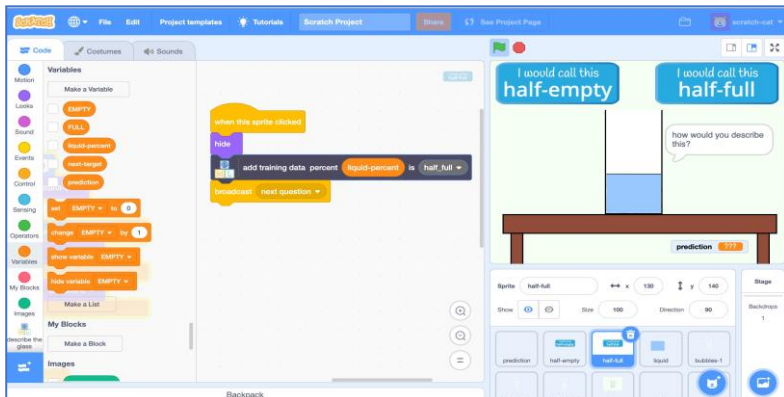 SCRATCH File Edit Project templates Tutorials Scratch Project Share See Project Page scratch-cat
Code Costumes Sounds
Motion
Looks
Sound
Events
Control
Sensing
Operators
Variables
My Blocks
Images
describe the
glass
Variables
Make a Variable
EMPTY
FULL
liquid-percent
next-target
prediction
set EMPTY to 0
change EMPTY by 1
show variable EMPTY
hide variable EMPTY
Make a List
My Blocks
Make a Block
Images
when this sprite clicked
hide
add training data percent liquid-percent is half_full
broadcast next question
Backpack
I would call this
half-empty
I would call this
half-full
how would you describe
this?
prediction ???
Sprite half-full x 130 y 140
Show Size 100 Direction 90
prediction half-empty half-full liquid bubbles-1
Stage
Backdrops
1